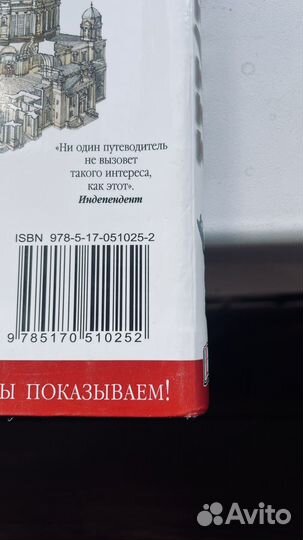 «Ни один путеводитель
не вызовет
такого интереса,
как этот».
Индепендент
ISBN 978-5-17-051025-2
9 785170 510252
Ы ПОКАЗЫВАЕМ!
Avito